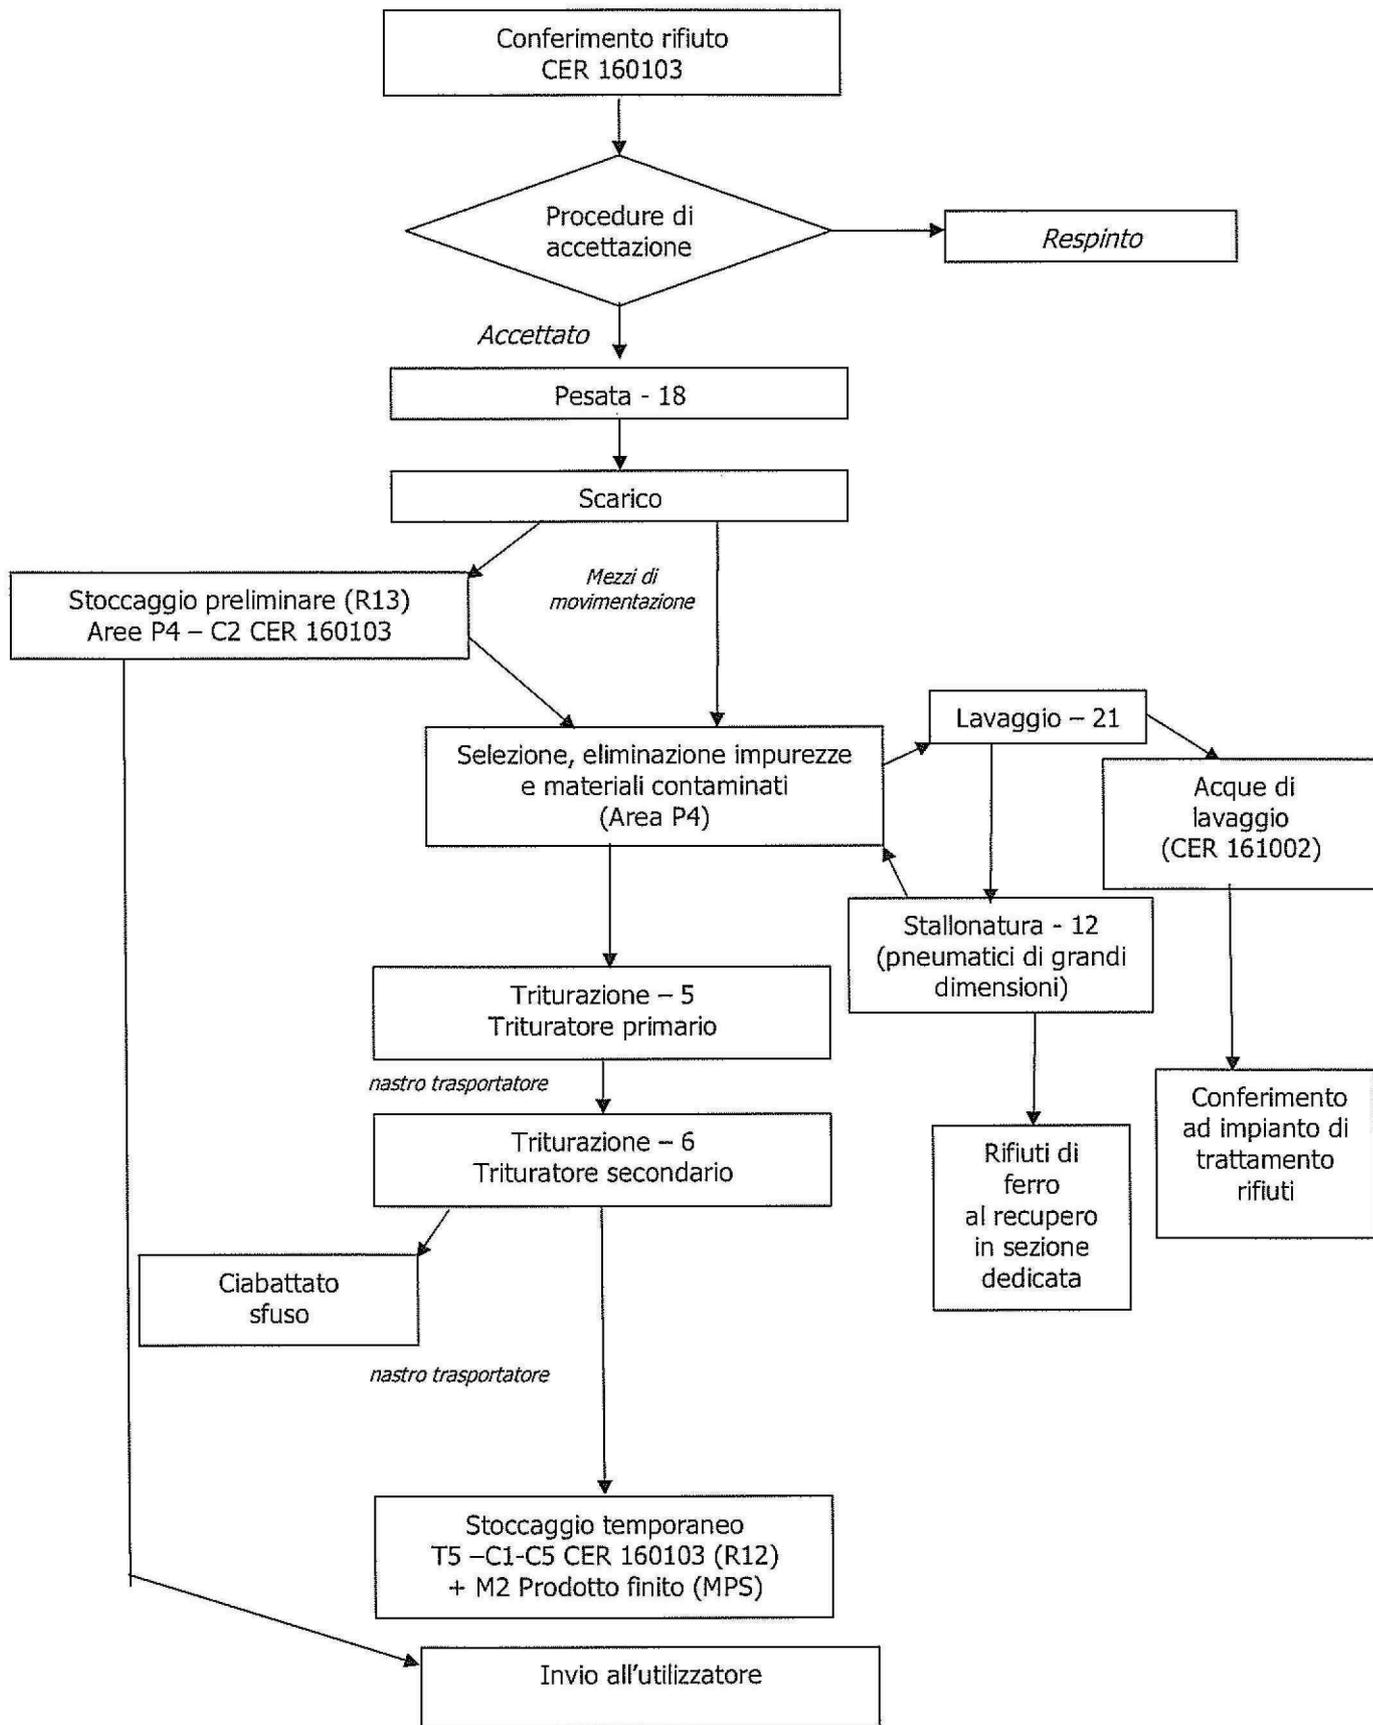 Conferimento rifiuto
CER 160103
Procedure di
accettazione
Respinto
Accettato
Pesata - 18
Scarico
Mezzi di
movimentazione
Stoccaggio preliminare (R13)
Aree P4 – C2 CER 160103
Lavaggio – 21
Selezione, eliminazione impurezze
e materiali contaminati
(Area P4)
Acque di
lavaggio
(CER 161002)
Stallonatura - 12
(pneumatici di grandi
dimensioni)
Triturazione – 5
Trituratore primario
nastro trasportatore
Triturazione – 6
Trituratore secondario
Conferimento
ad impianto di
trattamento
rifiuti
Rifiuti di
ferro
al recupero
in sezione
dedicata
Ciabattato
sfuso
nastro trasportatore
Stoccaggio temporaneo
T5 –C1-C5 CER 160103 (R12)
+ M2 Prodotto finito (MPS)
Invio all'utilizzatore